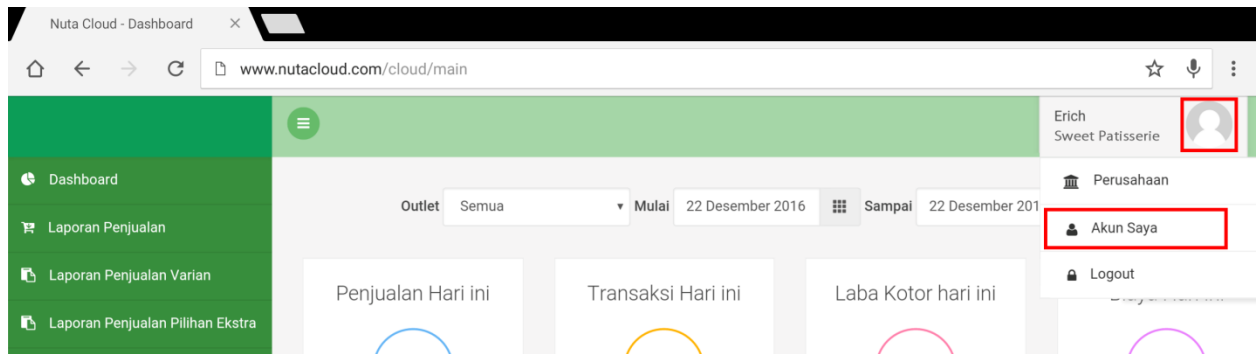 Nuta Cloud - Dashboard
www.nutacloud.com/cloud/main
Erich
Sweet Patisserie
Dashboard
Perusahaan
Outlet Semua Mulai 22 Desember 2016 Sampai 22 Desember 201
Laporan Penjualan
Akun Saya
Laporan Penjualan Varian
Logout
Penjualan Hari ini
Transaksi Hari ini
Laba Kotor hari ini
Laporan Penjualan Pilihan Ekstra